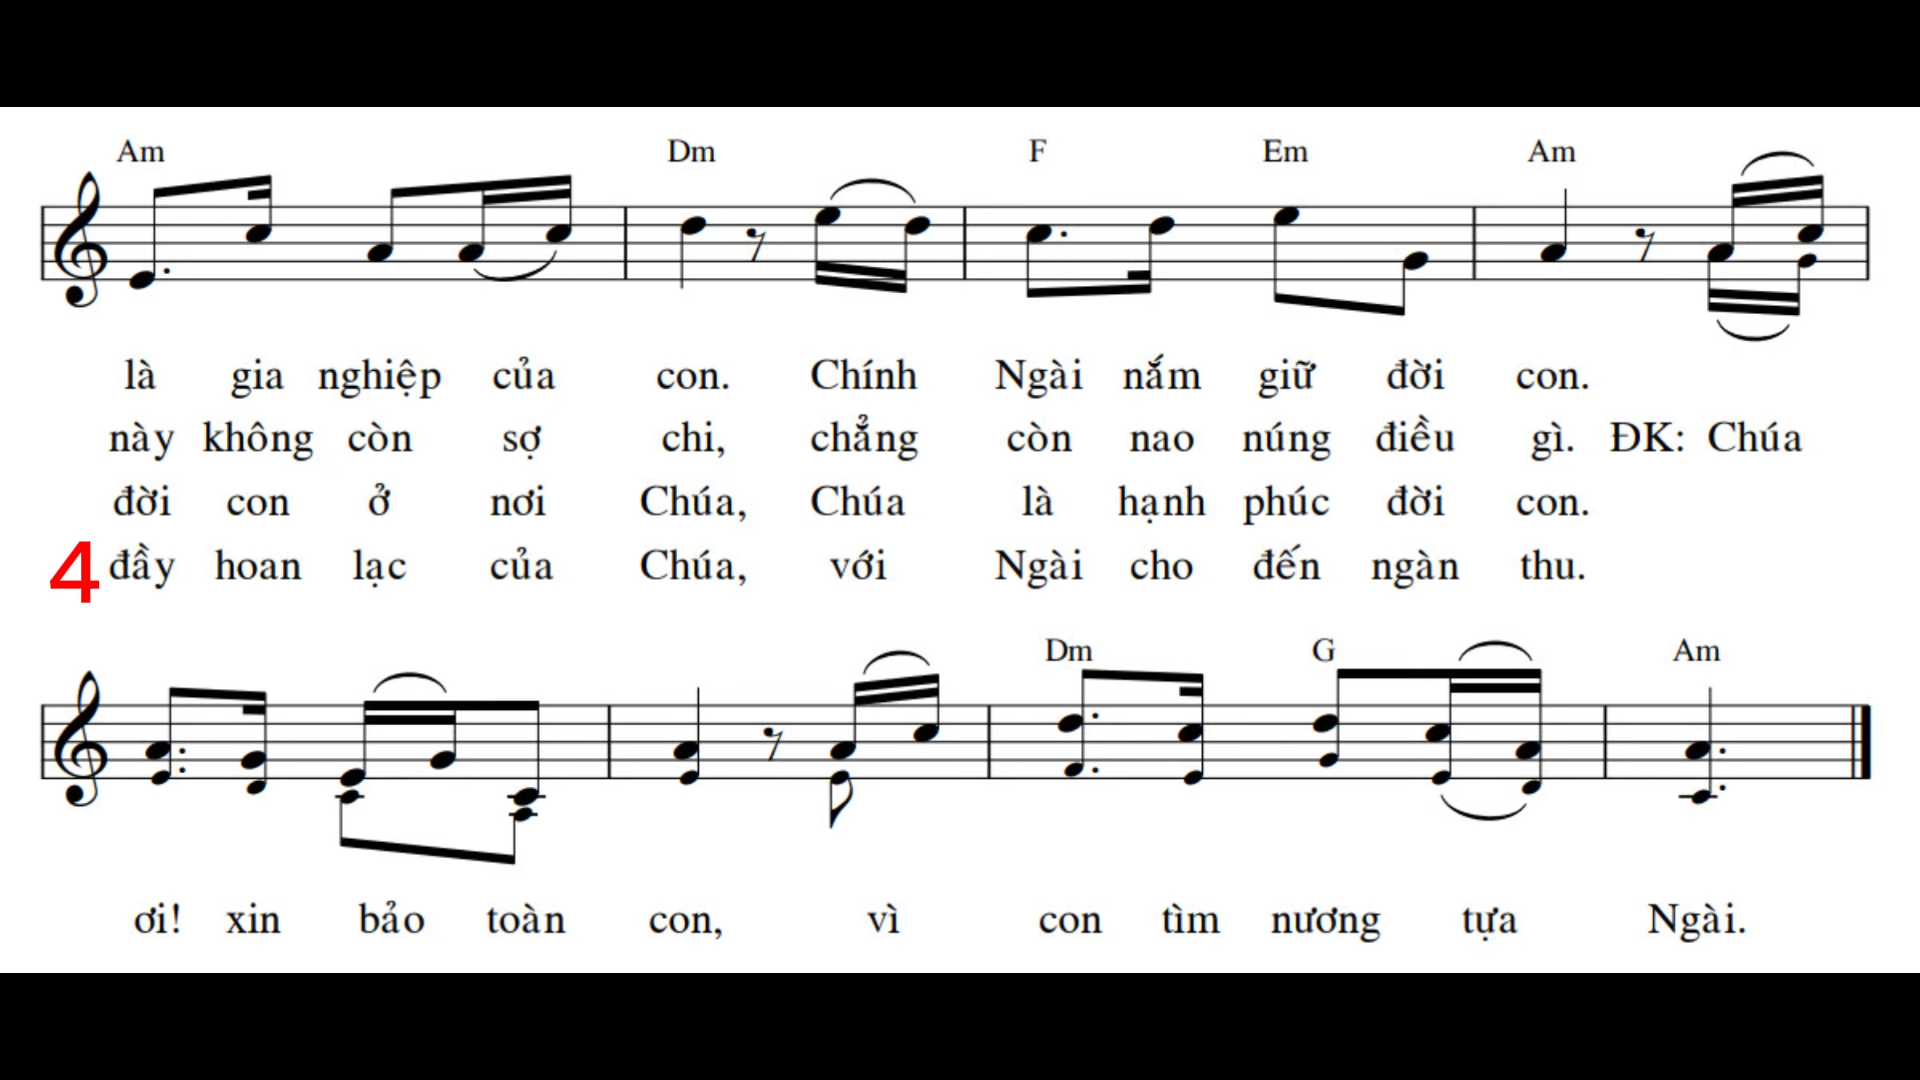 Am Dm F Em Am
là gia nghiệp của con. Chính Ngài nắm giữ đời con.
này không còn sợ chi, chẳng còn nao núng điều gì. ĐK: Chúa
đời con ở nơi Chúa, Chúa là hạnh phúc đời con.
4 đầy hoan lạc của Chúa, với Ngài cho đến ngàn thu.
Dm G Am
ơi! xin bảo toàn con, vì con tìm nương tựa Ngài.